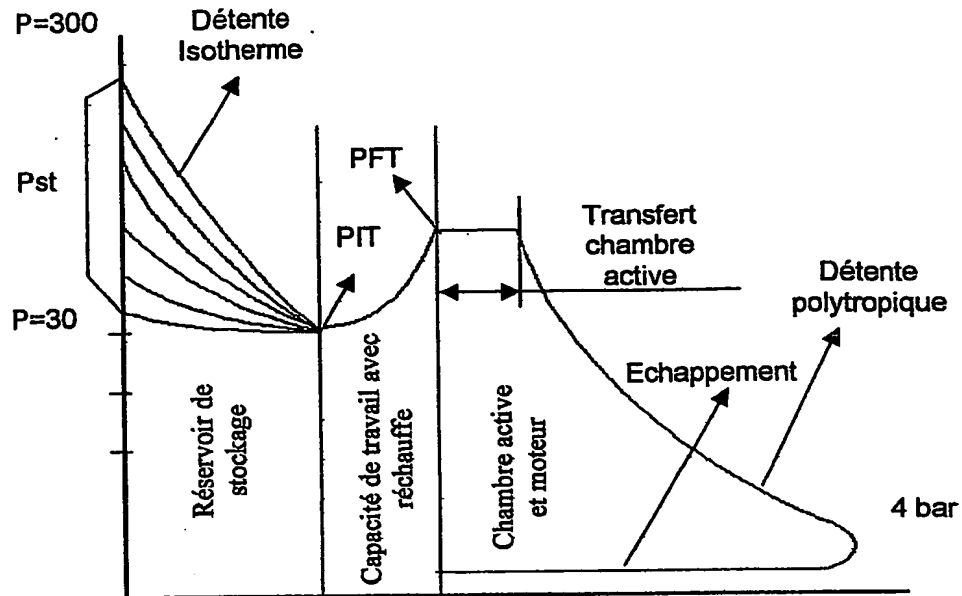 P=300
Détente
Isotherme
Pst
P=30
PFT
PIT
Transfert
chambre
active
Détente
polytropique
Echappement
4 bar
Réservoir de
stockage
Capacité de travail avec
réchauffe
Chambre active
et moteur